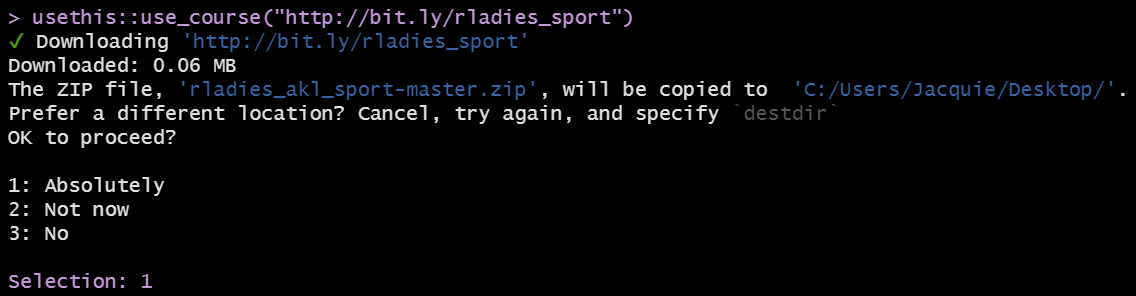 > usethis::use_course("http://bit.ly/rladies_sport")
✓ Downloading 'http://bit.ly/rladies_sport'
Downloaded: 0.06 MB
The ZIP file, 'rladies_akl_sport-master.zip', will be copied to  'C:/Users/Jacquie/Desktop/'.
Prefer a different location? Cancel, try again, and specify `destdir`
OK to proceed?

1: Absolutely
2: Not now
3: No

Selection: 1